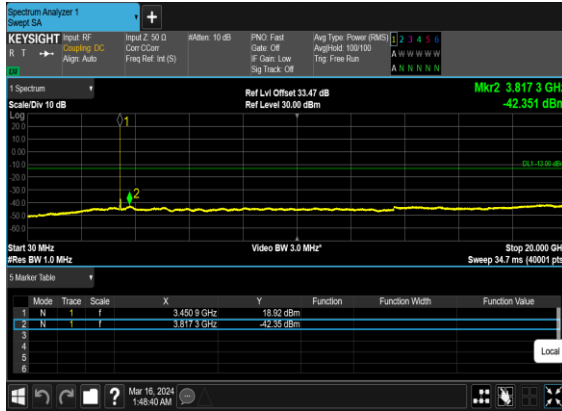 Spectrum Analyzer 1
Swept SA
+
KEYSIGHT
R T
LU
Input: RF
Coupling: DC
Align: Auto
Input Z: 50 Ω
Corr CCorr
Freq Ref: Int (S)
#Atten: 10 dB
PNO: Fast
Gate: Off
IF Gain: Low
Sig Track: Off
Avg Type: Power (RMS)
Avg|Hold: 100/100
Trig: Free Run
1 2 3 4 5 6
A W W W W W
A N N N N N
1 Spectrum
Scale/Div 10 dB
Log
Ref Lvl Offset 33.47 dB
Ref Level 30.00 dBm
Mkr2 3.817 3 GHz
-42.351 dBm
20.0
10.0
0.00
-10.0
-20.0
-30.0
-40.0
-50.0
-60.0
1
2
DL1 -13.00 dBm
Start 30 MHz
#Res BW 1.0 MHz
Video BW 3.0 MHz*
Stop 20.000 GHz
Sweep 34.7 ms (40001 pts)
5 Marker Table
Mode Trace Scale X Y Function Function Width Function Value
1 N 1 f 3.450 9 GHz 18.92 dBm
2 N 1 f 3.817 3 GHz -42.35 dBm
3
4
5
6
Local
?
Mar 16, 2024
1:48:40 AM